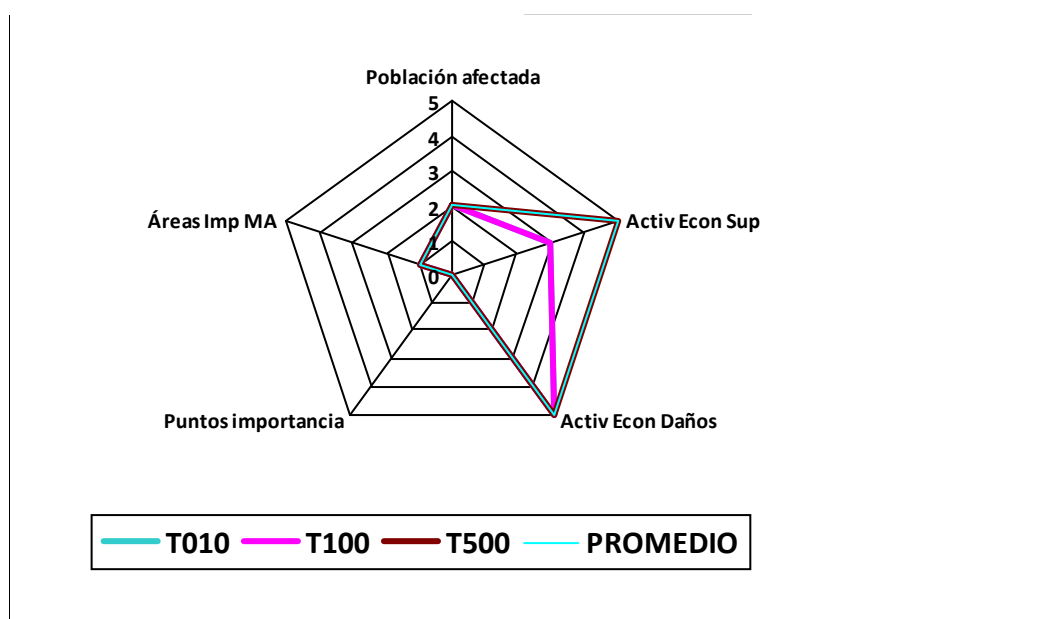 Población afectada
5
4
3
2
1
0
Áreas Imp MA
Activ Econ Sup
Puntos importancia
Activ Econ Daños
T010 T100 T500 PROMEDIO